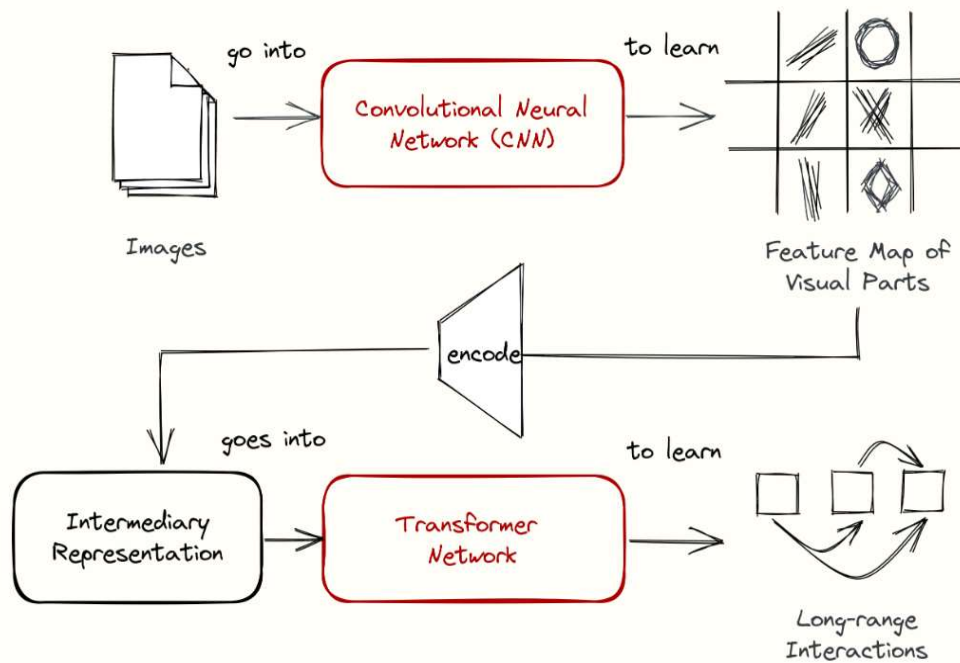 go into
to learn
Convolutional Neural
Network (CNN)
Images
Feature Map of
Visual Parts
encode
goes into
to learn
Intermediary
Representation
Transformer
Network
Long-range
Interactions